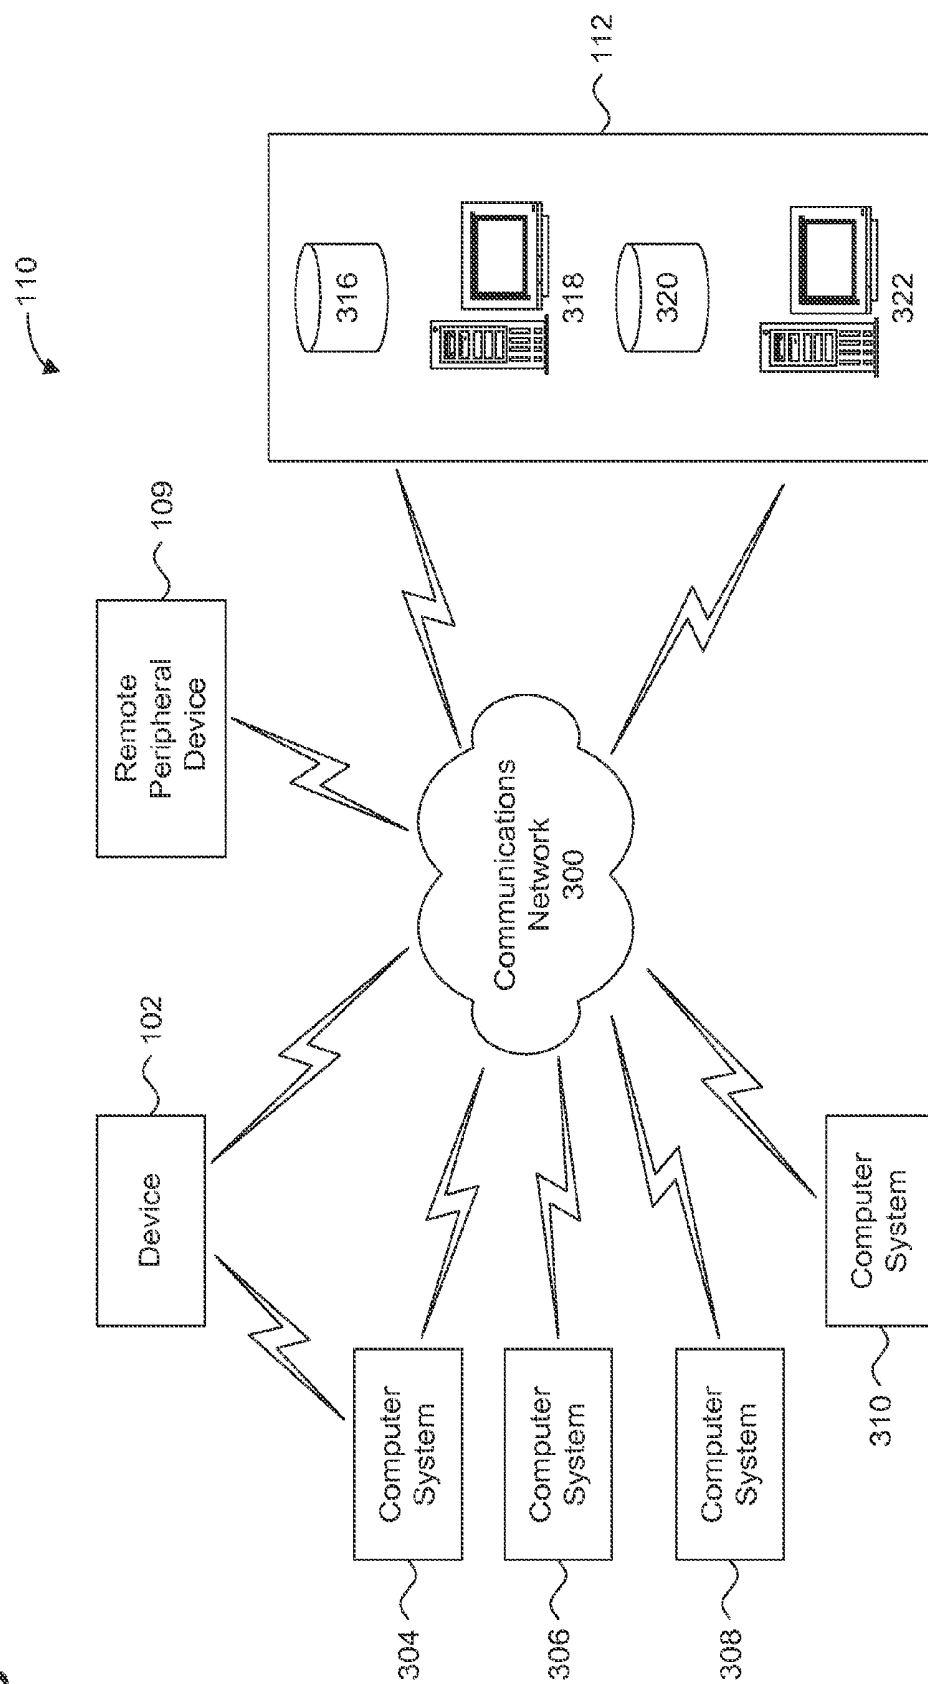 110
Device
102
Remote
Peripheral
Device
109
112
304
Computer
System
306
Computer
System
308
Computer
System
310
Computer
System
Communications
Network
300
316
318
320
322